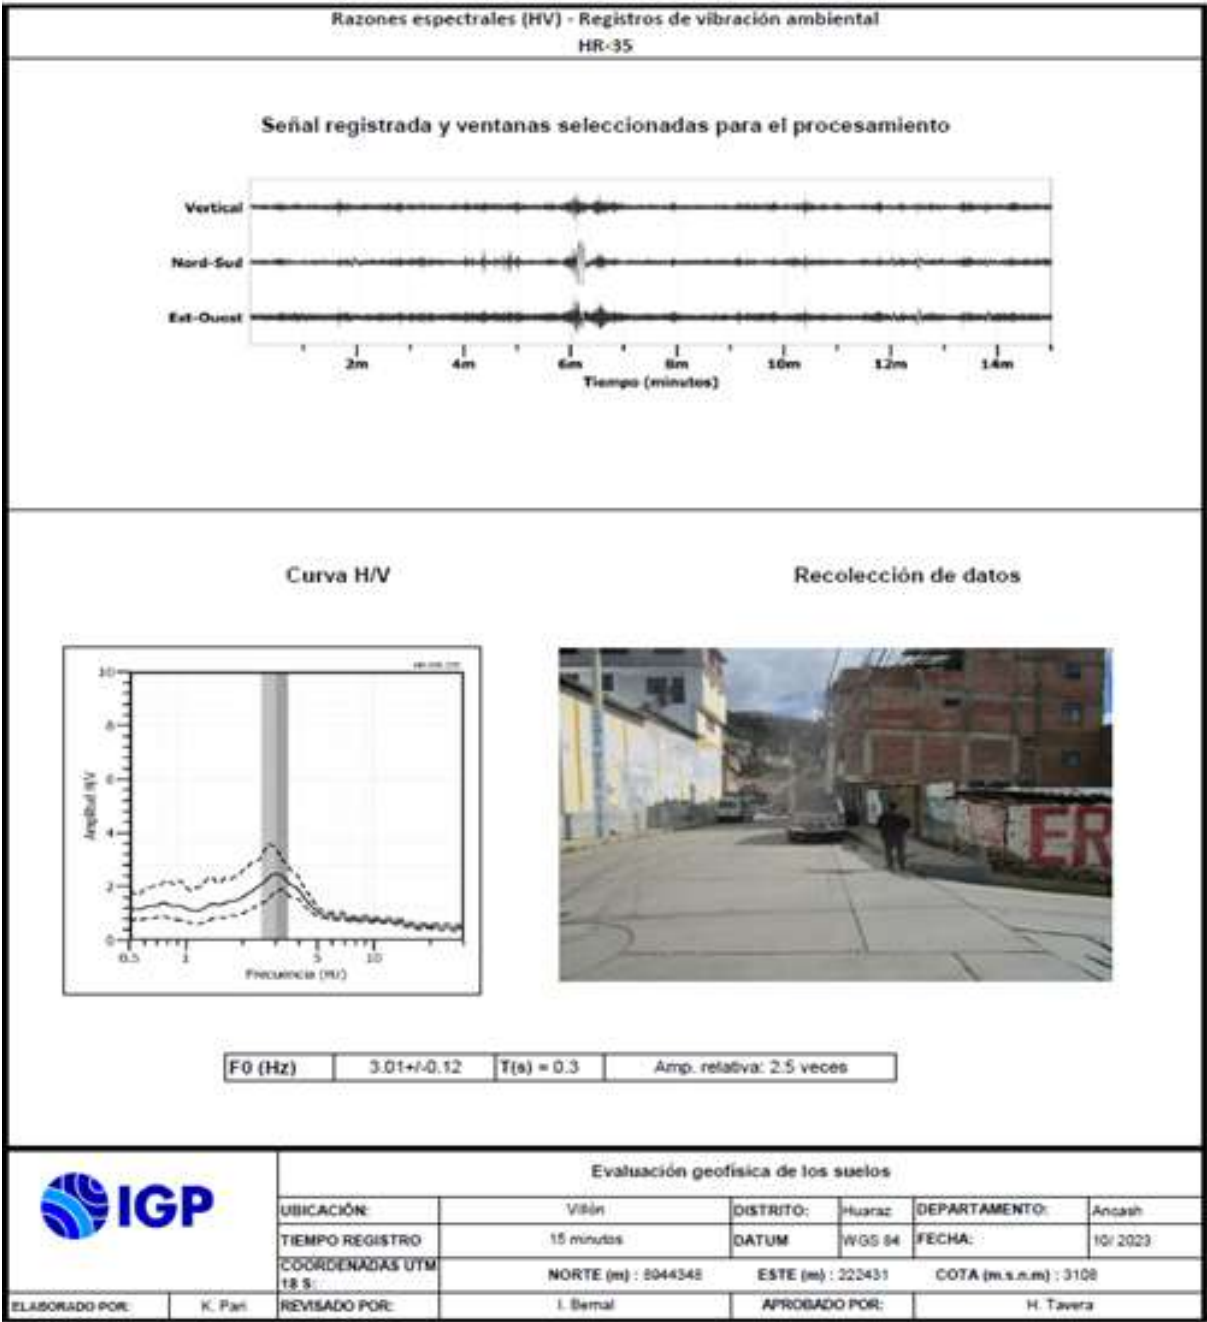 Razones espectrales (HV) - Registros de vibración ambiental
HR-35
Señal registrada y ventanas seleccionadas para el procesamiento
Vertical
Nord-Sud
Est-Ouest
2m 4m 6m 8m 10m 12m 14m
Tiempo (minutos)
Curva H/V
Recolección de datos
10
8
6
4
2
0
Amplitud H/V
0.5 1 5 10
Frecuencia (Hz)
ER
F0 (Hz) 3.01+/-0.12 T(s) = 0.3 Amp. relativa: 2.5 veces
IGP
Evaluación geofísica de los suelos
UBICACIÓN: Villón DISTRITO: Huaraz DEPARTAMENTO: Ancash
TIEMPO REGISTRO 15 minutos DATUM WGS 84 FECHA: 10/ 2023
COORDENADAS UTM 18 S: NORTE (m) : 8944348 ESTE (m) : 222431 COTA (m.s.n.m) : 3108
ELABORADO POR: K. Pari REVISADO POR: I. Bernal APROBADO POR: H. Tavera